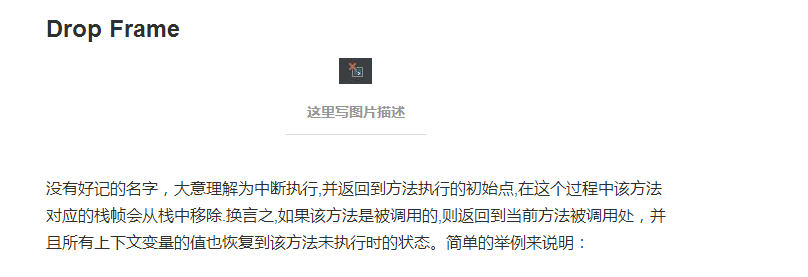 Drop Frame
这里写图片描述
没有好记的名字，大意理解为中断执行,并返回到方法执行的初始点,在这个过程中该方法
对应的栈帧会从栈中移除.换言之,如果该方法是被调用的,则返回到当前方法被调用处，并
且所有上下文变量的值也恢复到该方法未执行时的状态。简单的举例来说明：